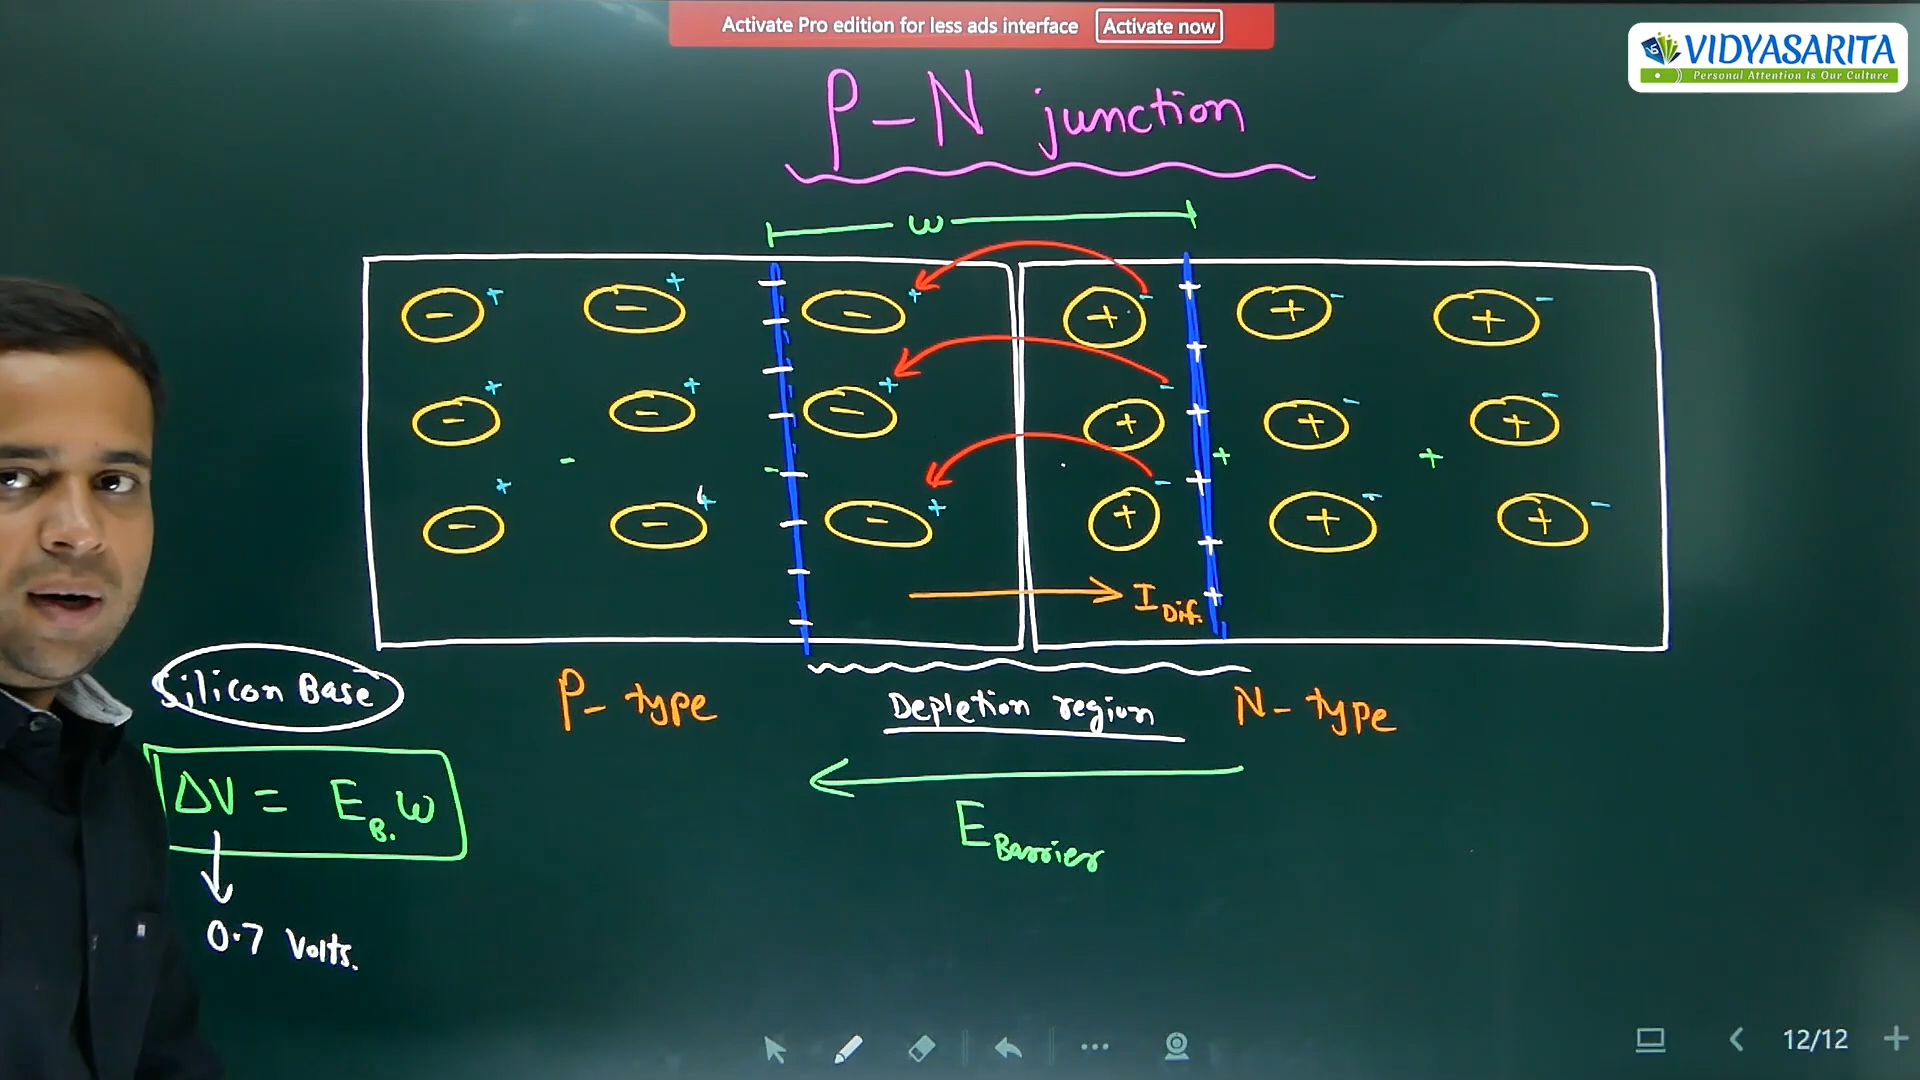 Activate Pro edition for less ads interface Activate now
VIDYASARITA
Personal Attention Is Our Culture
P-N junction
w
I Dif.
Silicon Base
P- type
Depletion region
N- type
ΔV = E B. w
E Barrier
0.7 Volts.
12/12